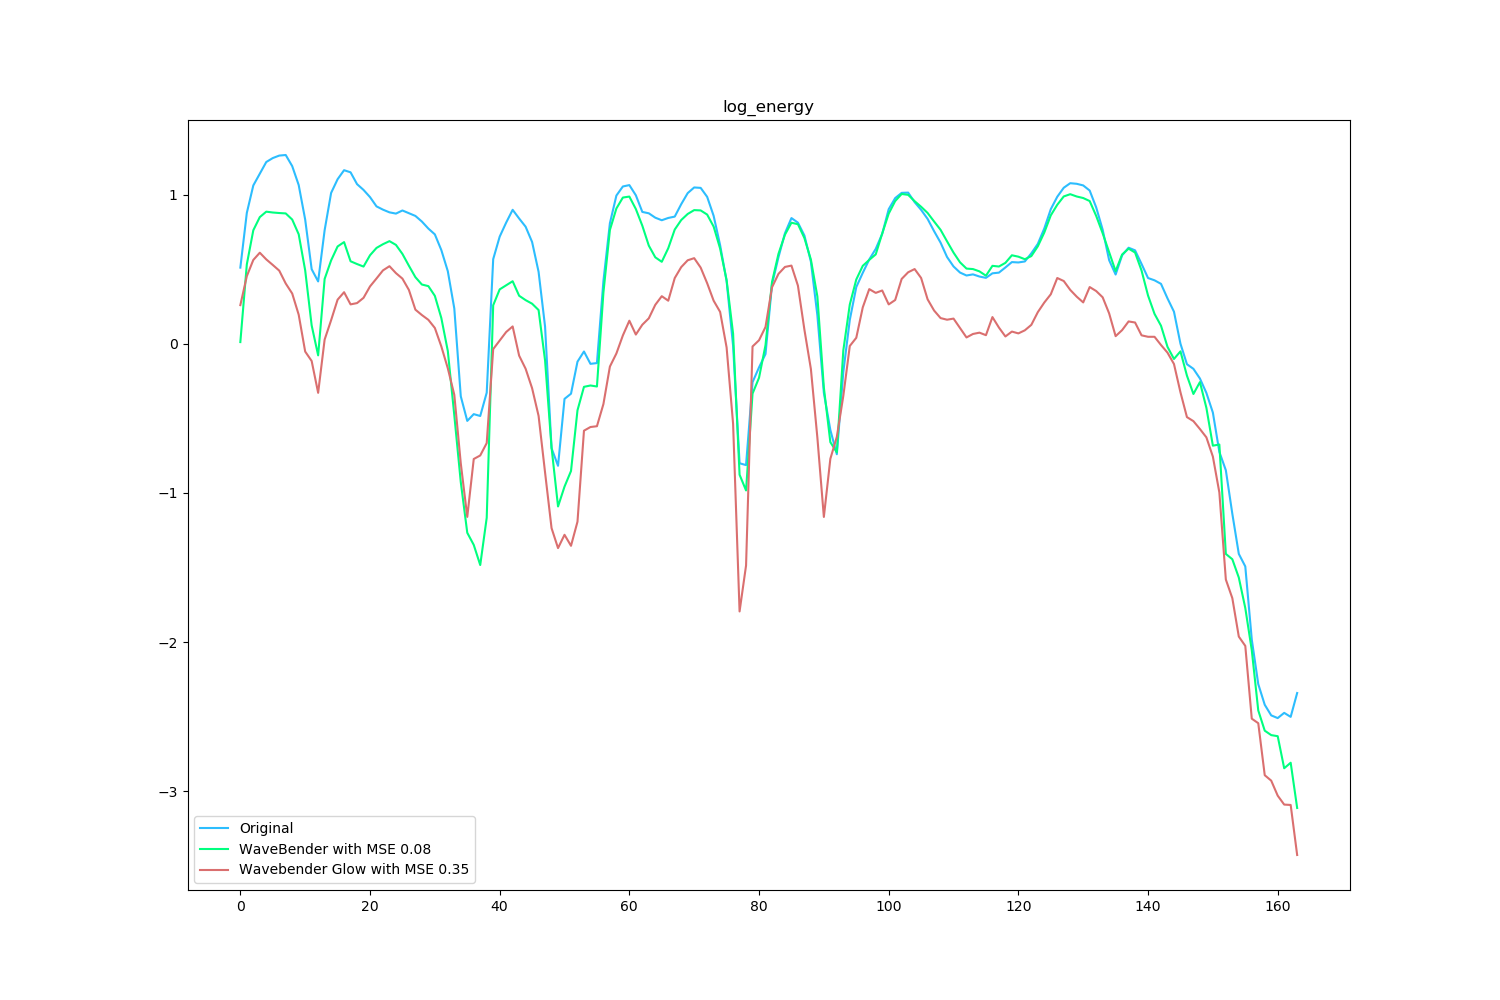 log_energy
1
0
−1
−2
−3
Original
WaveBender with MSE 0.08
Wavebender Glow with MSE 0.35
0 20 40 60 80 100 120 140 160